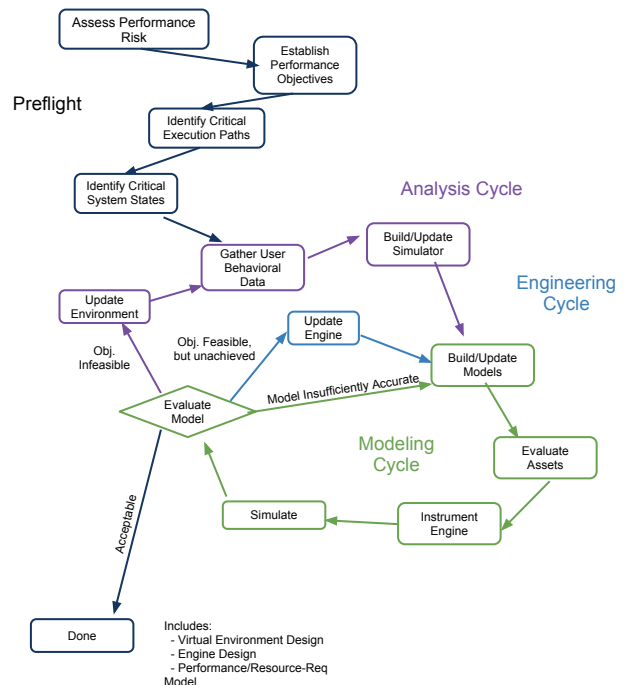 Assess Performance
Risk
Establish
Performance
Objectives
Preflight
Identify Critical
Execution Paths
Identify Critical
System States
Analysis Cycle
Gather User
Behavioral
Data
Build/Update
Simulator
Engineering
Cycle
Update
Environment
Obj. Feasible,
but unachieved
Update
Engine
Obj.
Infeasible
Build/Update
Models
Model Insufficiently Accurate
Evaluate
Model
Modeling
Cycle
Evaluate
Assets
Simulate
Instrument
Engine
Acceptable
Done
Includes:
- Virtual Environment Design
- Engine Design
- Performance/Resource-Req
Model